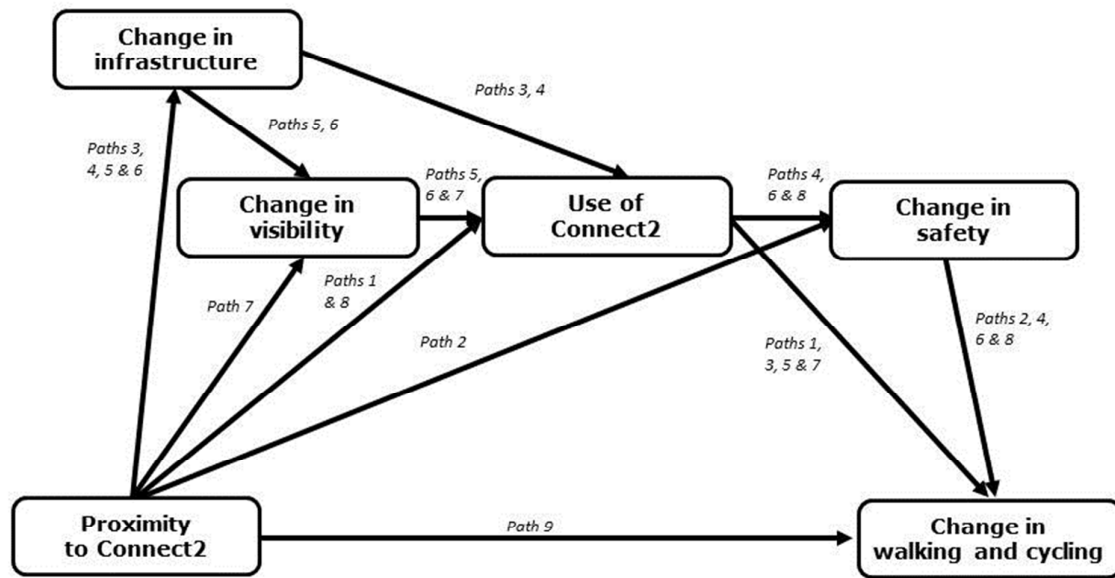 Change in
infrastructure
Paths 3, 4
Paths 5, 6
Paths 3,
4, 5 & 6
Paths 5,
6 & 7
Paths 4,
6 & 8
Change in
visibility
Use of
Connect2
Change in
safety
Path 7
Paths 1
& 8
Path 2
Paths 1,
3, 5 & 7
Paths 2, 4,
6 & 8
Proximity
to Connect2
Path 9
Change in
walking and cycling